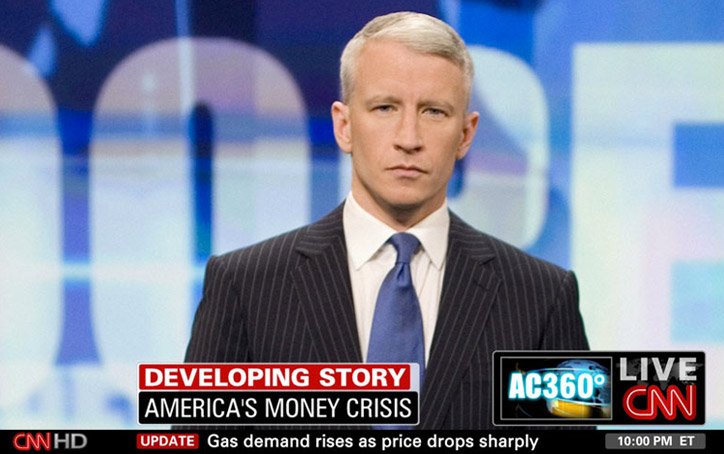 DEVELOPING STORY
AMERICA'S MONEY CRISIS
AC360°
LIVE
CNN
CNN HD
UPDATE Gas demand rises as price drops sharply
10:00 PM ET